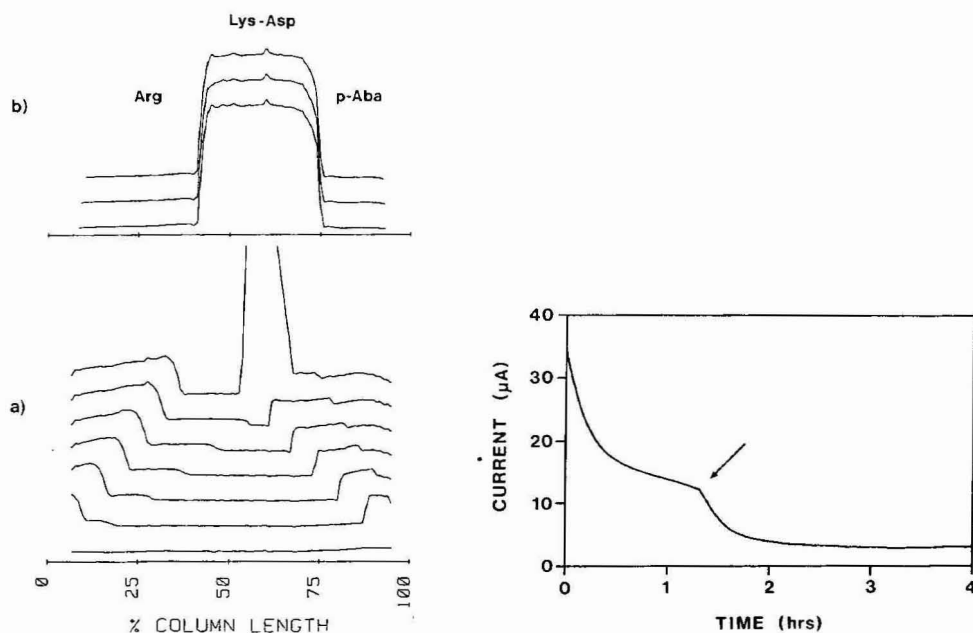 Lys-Asp
Arg
p-Aba
b)
a)
0
25
50
75
100
% COLUMN LENGTH
40
30
20
10
0
CURRENT (µA)
0
1
2
3
4
TIME (hrs)